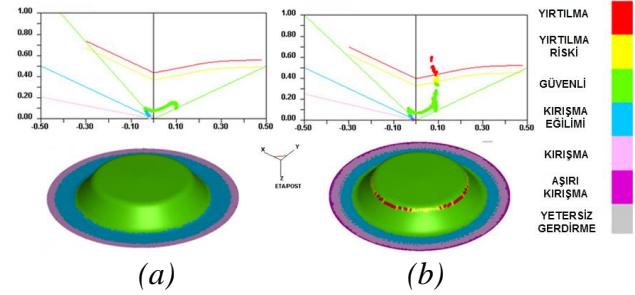 1.00
0.80
0.60
0.40
0.20
0.00
-0.50
-0.30
-0.10
0.10
0.30
0.50
1.00
0.80
0.60
0.40
0.20
0.00
-0.50
-0.30
-0.10
0.10
0.30
0.50
X
Y
Z
ETA/POST
(a)
(b)
YIRTILMA
YIRTILMA
RİSKİ
GÜVENLİ
KIRIŞMA
EĞİLİMİ
KIRIŞMA
AŞIRI
KIRIŞMA
YETERSİZ
GERDİRME